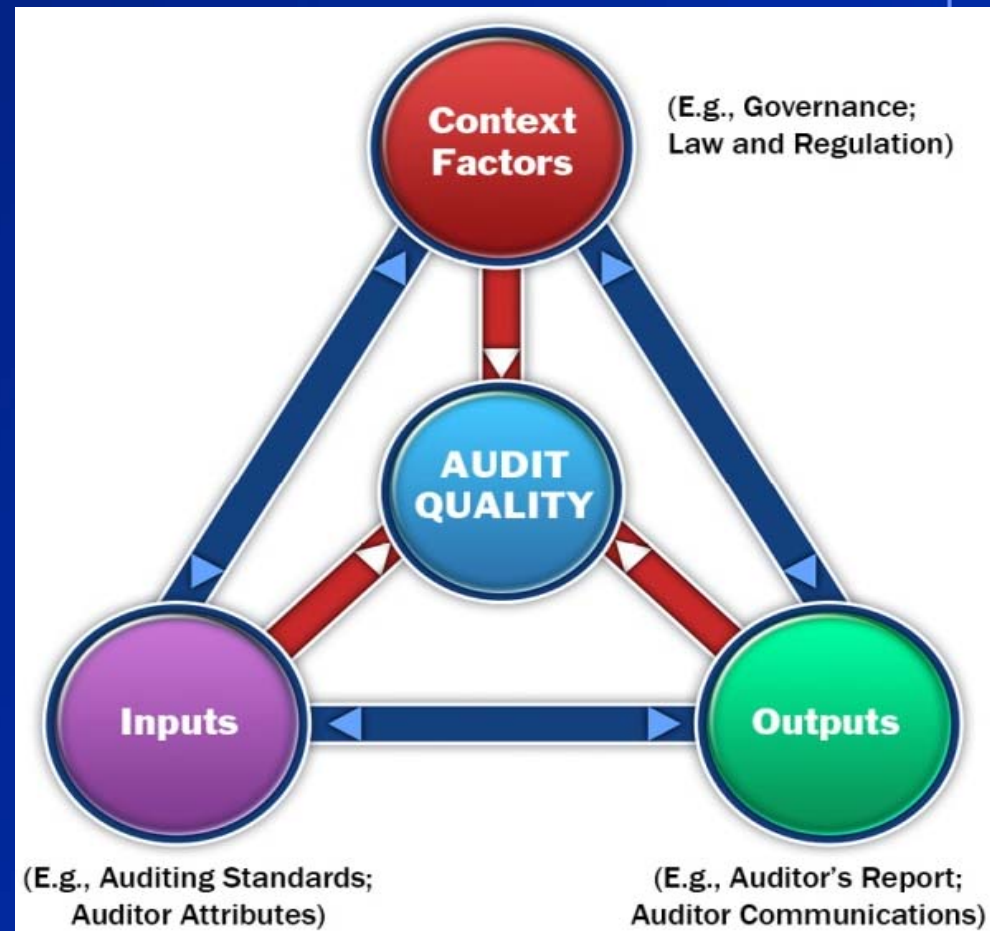 Context
Factors
(E.g., Governance;
Law and Regulation)
AUDIT
QUALITY
Inputs
Outputs
(E.g., Auditing Standards;
Auditor Attributes)
(E.g., Auditor's Report;
Auditor Communications)